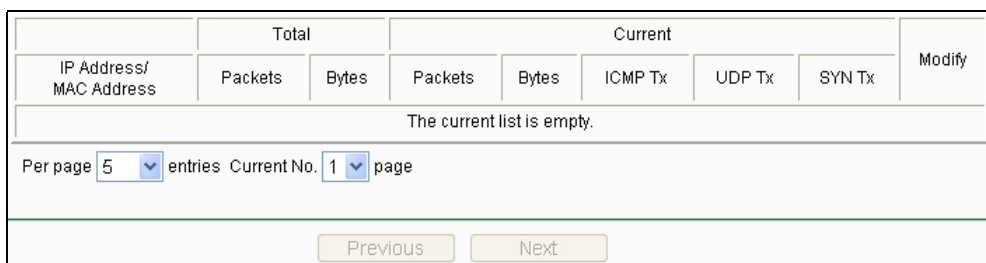 Total Current Modify
IP Address/
MAC Address
Packets Bytes Packets Bytes ICMP Tx UDP Tx SYN Tx
The current list is empty.
Per page 5 entries Current No. 1 page
Previous Next